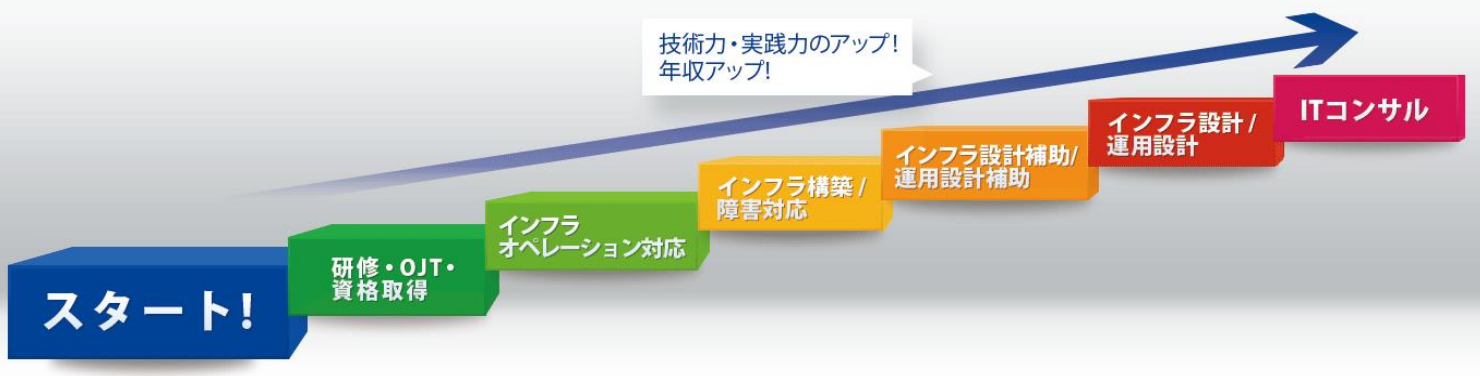 技術力・実践力のアップ!
年収アップ!
スタート!
研修・OJT・
資格取得
インフラ
オペレーション対応
インフラ構築 /
障害対応
インフラ設計補助/
運用設計補助
インフラ設計 /
運用設計
ITコンサル